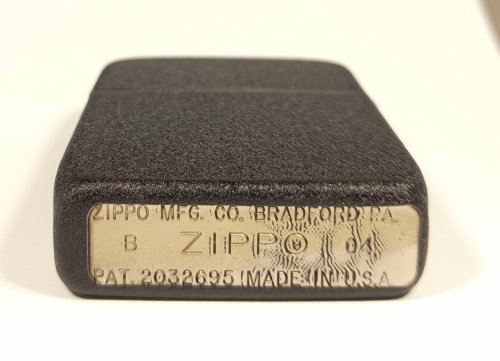 ZIPPO MFG. CO. BRADFORD, PA.
B ZIPPO 04
PAT. 2032695 MADE IN U.S.A.